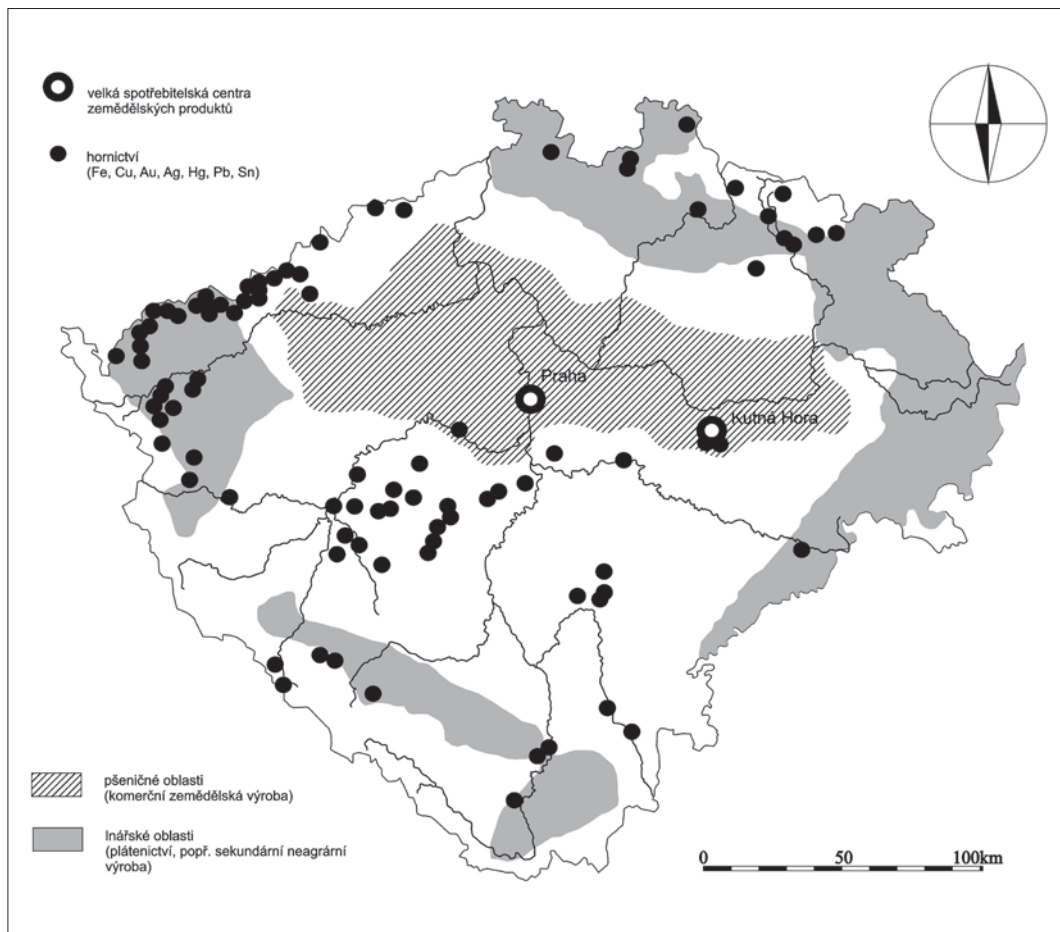 velká spotřebitelská centra
zemědělských produktů
hornictví
(Fe, Cu, Au, Ag, Hg, Pb, Sn)
Praha
Kutná Hora
pšeničné oblasti
(komerční zemědělská výroba)
lnářské oblasti
(plátenictví, popř. sekundární neagrární
výroba)
0 50 100km